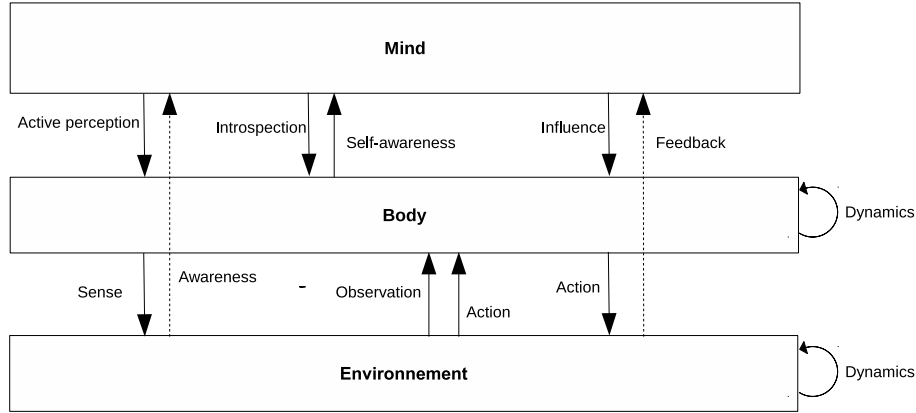 Mind
Active perception
Introspection
Self-awareness
Influence
Feedback
Body
Dynamics
Sense
Awareness
Observation
Action
Action
Environnement
Dynamics